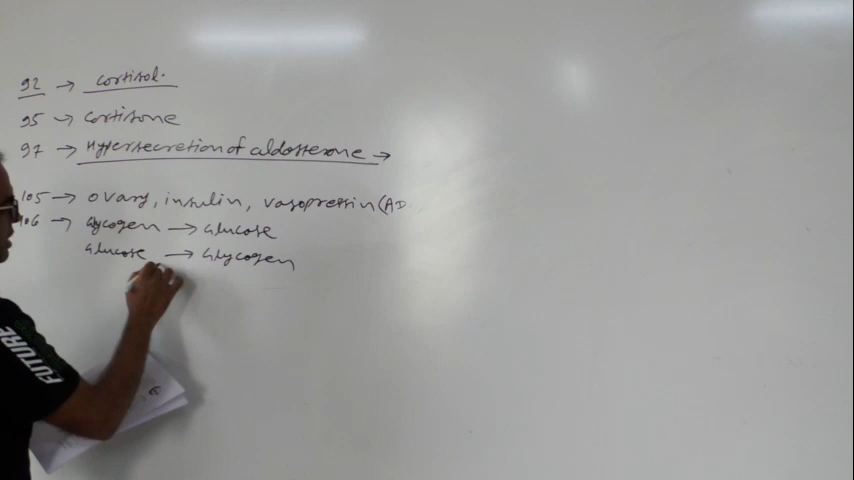 92 → cortisol.
95 → cortisone
97 → Hypersecretion of aldosterone →
105 → ovary, insulin, vasopressin (AD
106 → Glycogen → Glucose
Glucose → Glycogen
FUTURE